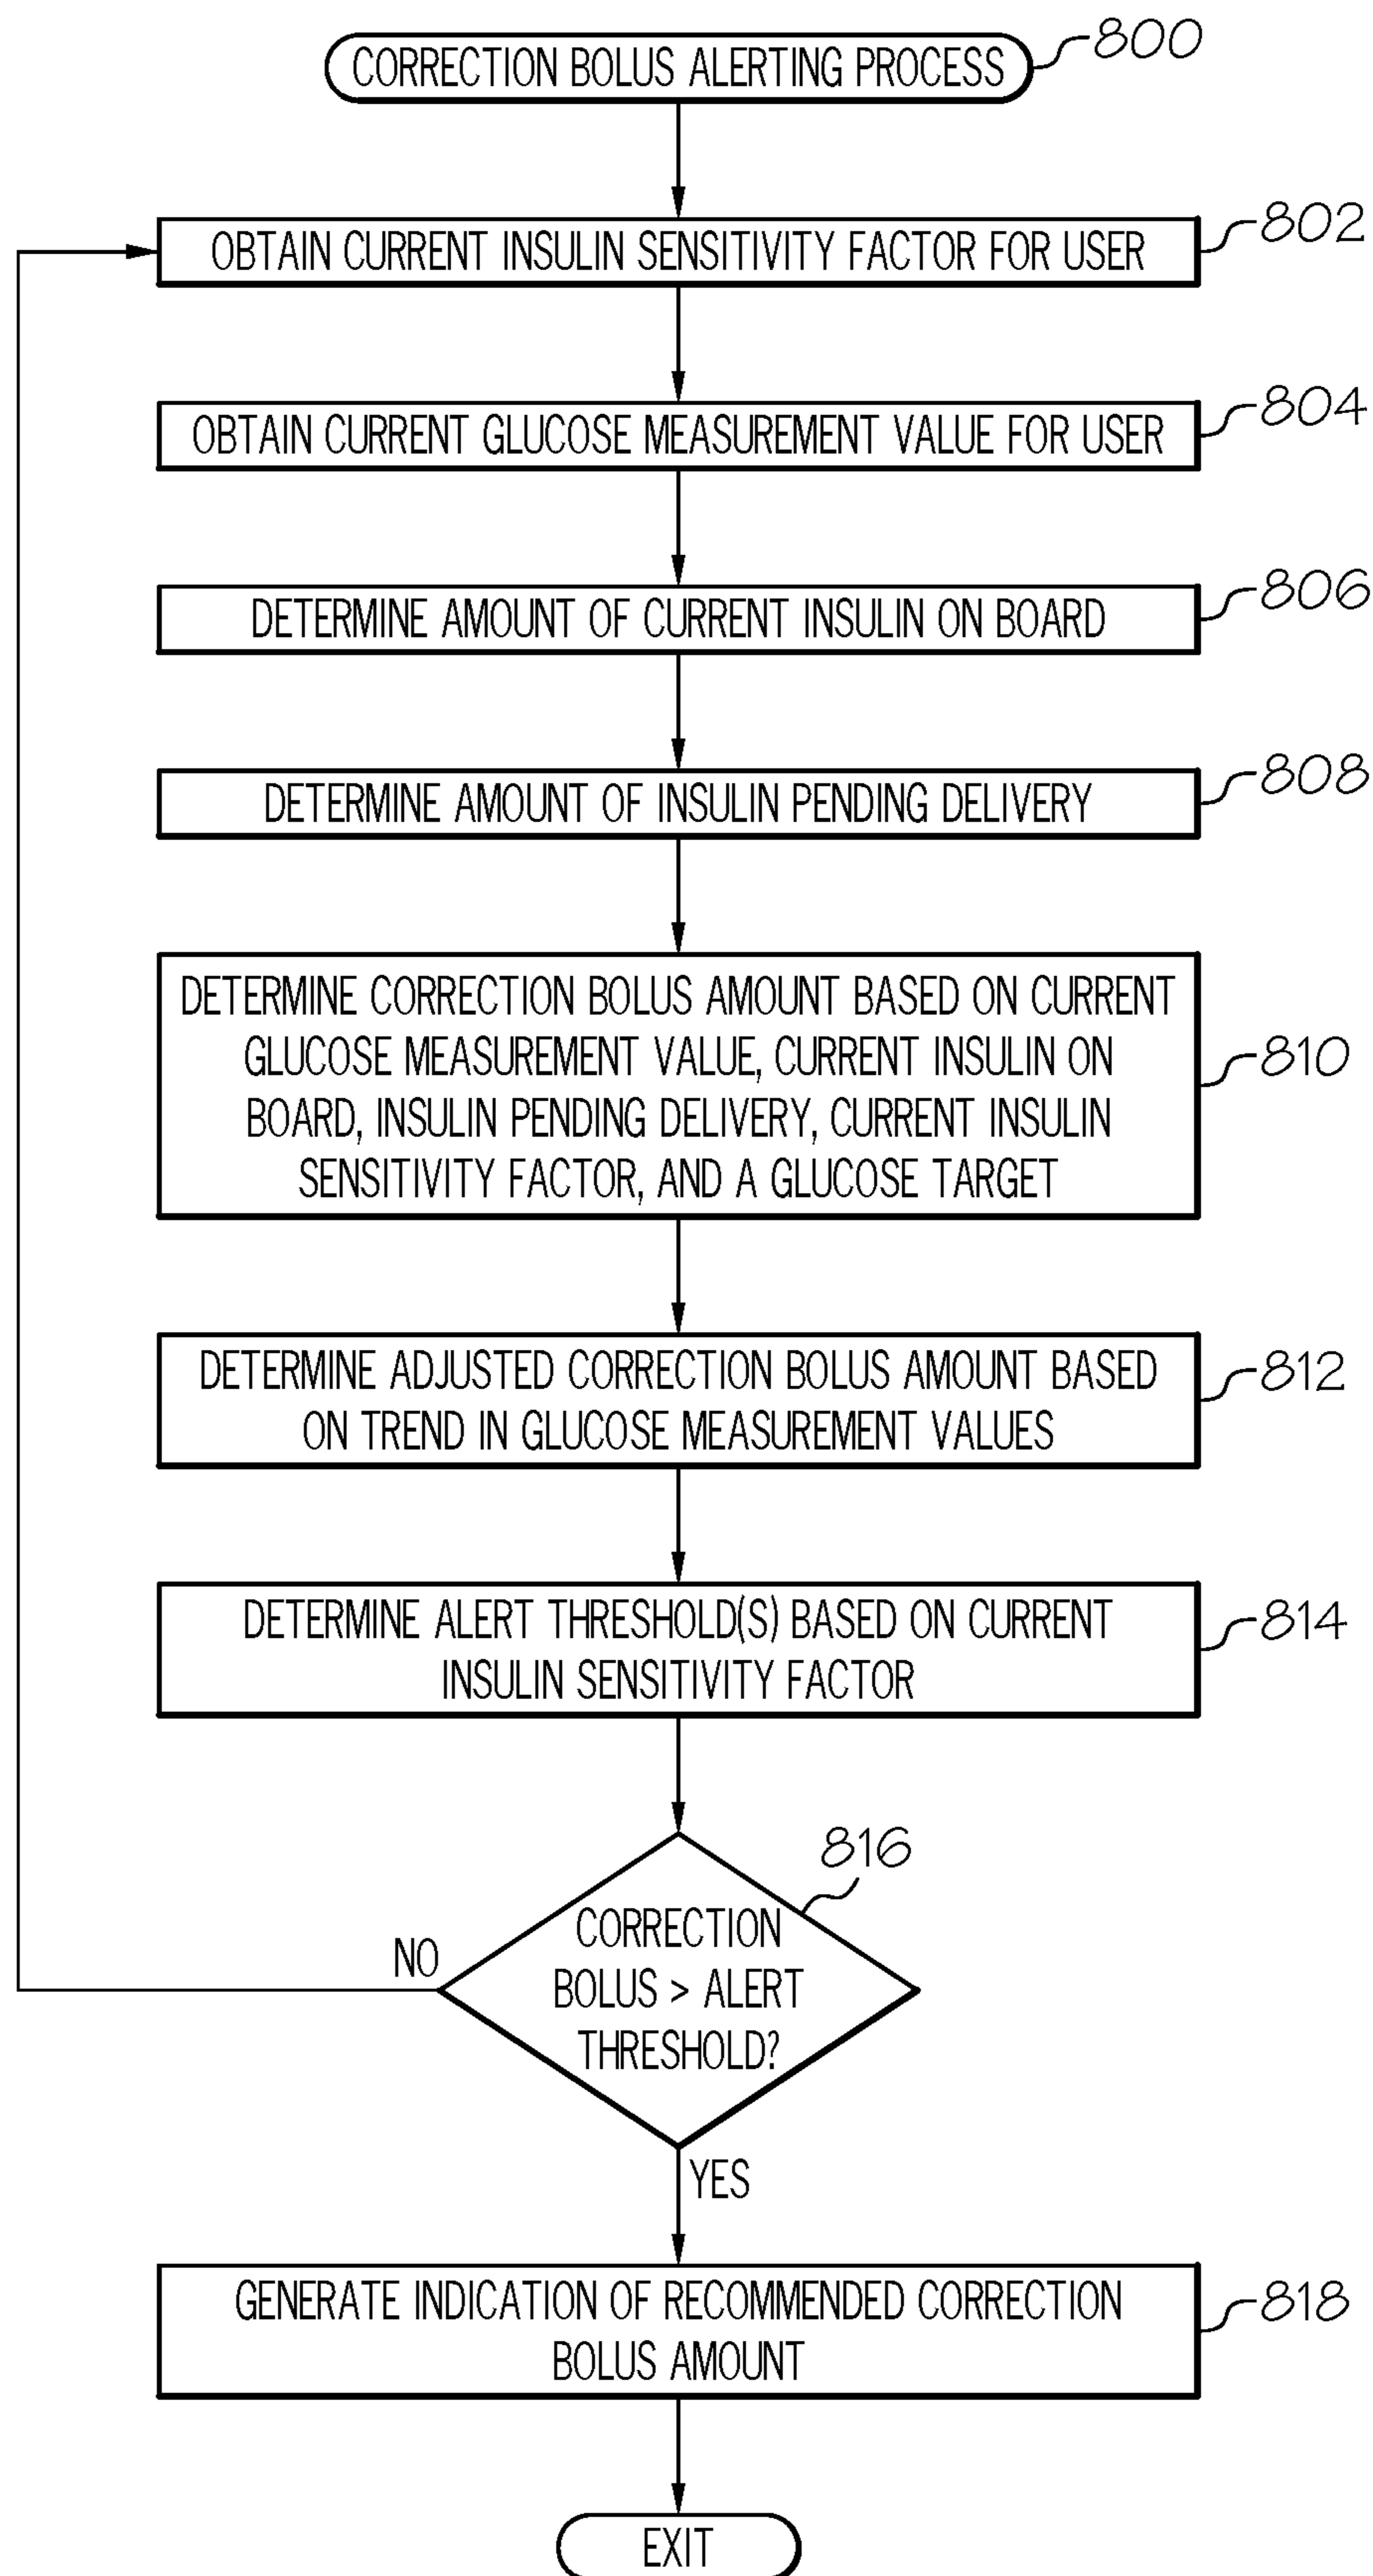 CORRECTION BOLUS ALERTING PROCESS
800
OBTAIN CURRENT INSULIN SENSITIVITY FACTOR FOR USER
802
OBTAIN CURRENT GLUCOSE MEASUREMENT VALUE FOR USER
804
DETERMINE AMOUNT OF CURRENT INSULIN ON BOARD
806
DETERMINE AMOUNT OF INSULIN PENDING DELIVERY
808
DETERMINE CORRECTION BOLUS AMOUNT BASED ON CURRENT
GLUCOSE MEASUREMENT VALUE, CURRENT INSULIN ON
BOARD, INSULIN PENDING DELIVERY, CURRENT INSULIN
SENSITIVITY FACTOR, AND A GLUCOSE TARGET
810
DETERMINE ADJUSTED CORRECTION BOLUS AMOUNT BASED
ON TREND IN GLUCOSE MEASUREMENT VALUES
812
DETERMINE ALERT THRESHOLD(S) BASED ON CURRENT
INSULIN SENSITIVITY FACTOR
814
816
CORRECTION
BOLUS > ALERT
THRESHOLD?
NO
YES
GENERATE INDICATION OF RECOMMENDED CORRECTION
BOLUS AMOUNT
818
EXIT